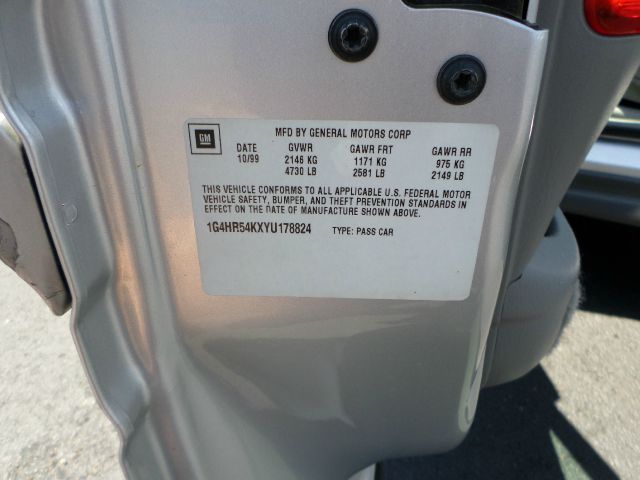 GM
MFD BY GENERAL MOTORS CORP
DATE GVWR GAWR FRT GAWR RR
10/99 2146 KG 1171 KG 975 KG
4730 LB 2581 LB 2149 LB
THIS VEHICLE CONFORMS TO ALL APPLICABLE U.S. FEDERAL MOTOR
VEHICLE SAFETY, BUMPER, AND THEFT PREVENTION STANDARDS IN
EFFECT ON THE DATE OF MANUFACTURE SHOWN ABOVE.
1G4HR54KXYU178824 TYPE: PASS CAR